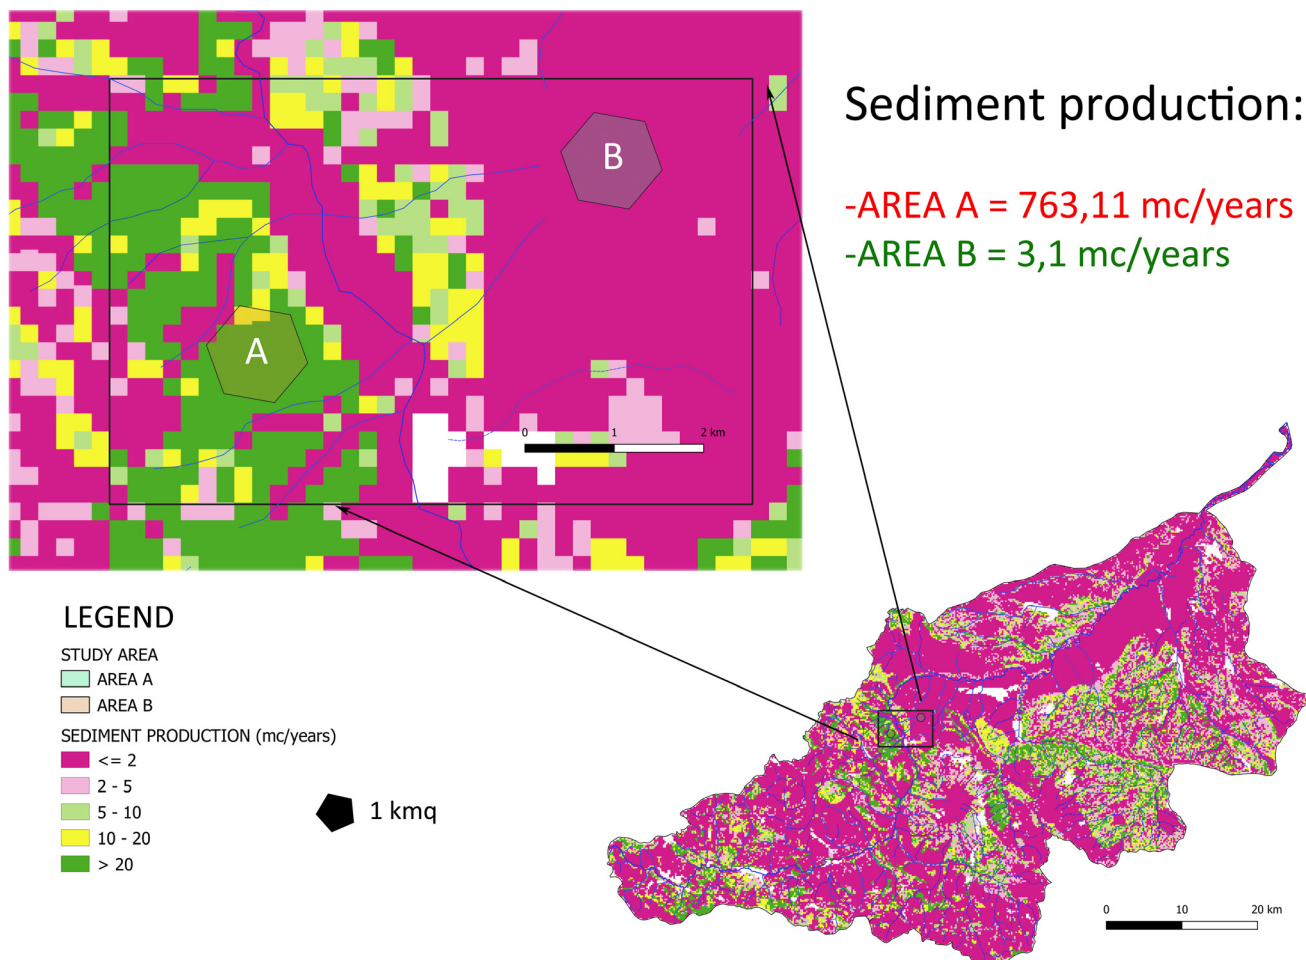 B
A
0 1 2 km
Sediment production:
-AREA A = 763,11 mc/years
-AREA B = 3,1 mc/years
LEGEND
STUDY AREA
AREA A
AREA B
SEDIMENT PRODUCTION (mc/years)
<= 2
2 - 5
5 - 10
10 - 20
> 20
1 kmq
0 10 20 km